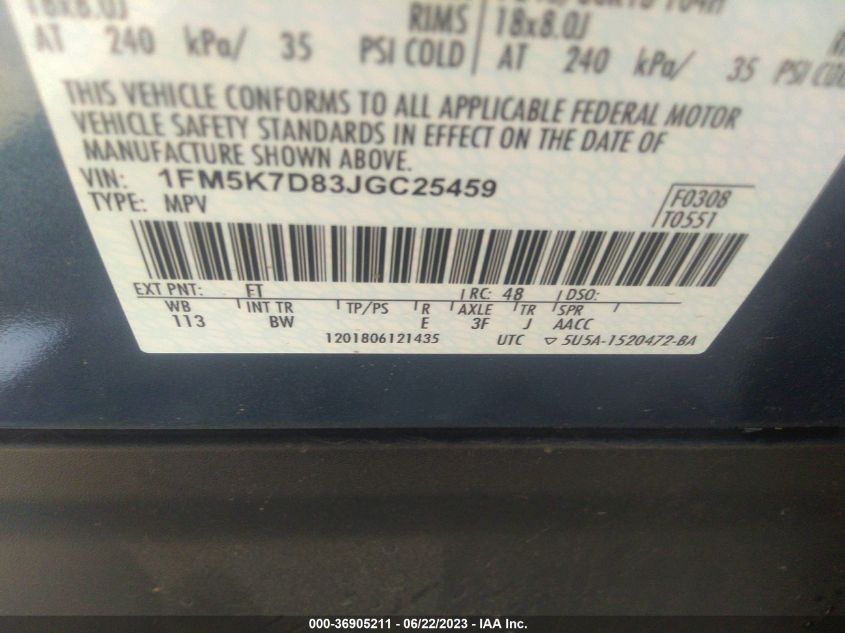 18x8.0J
RIMS 18x8.0J
AT 240 kPa/ 35 PSI COLD AT 240 kPa/ 35 PSI COLD
THIS VEHICLE CONFORMS TO ALL APPLICABLE FEDERAL MOTOR
VEHICLE SAFETY STANDARDS IN EFFECT ON THE DATE OF
MANUFACTURE SHOWN ABOVE.
VIN: 1FM5K7D83JGC25459
TYPE: MPV
F0308
T0551
EXT PNT: FT RC: 48 DSO:
WB INT TR TP/PS R AXLE TR SPR
113 BW E 3F J AACC
1201806121435 UTC ▽ 5U5A-1520472-BA
000-36905211 - 06/22/2023 - IAA Inc.